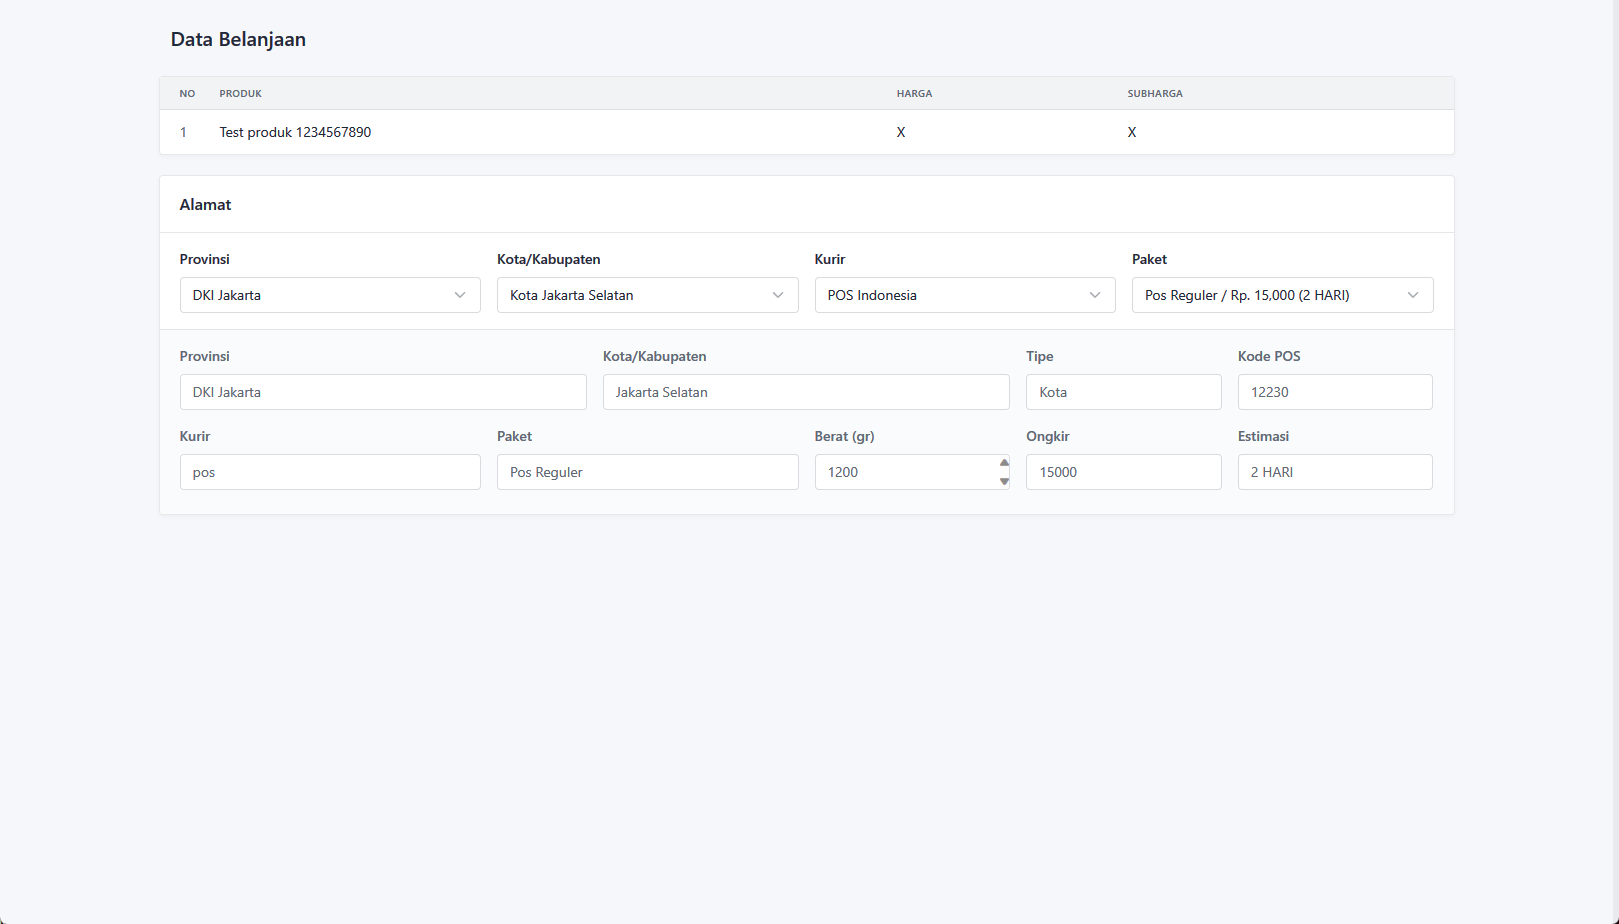 Data Belanjaan
NO PRODUK HARGA SUBHARGA
1 Test produk 1234567890 X X
Alamat
Provinsi Kota/Kabupaten Kurir Paket
DKI Jakarta Kota Jakarta Selatan POS Indonesia Pos Reguler / Rp. 15,000 (2 HARI)
Provinsi Kota/Kabupaten Tipe Kode POS
DKI Jakarta Jakarta Selatan Kota 12230
Kurir Paket Berat (gr) Ongkir Estimasi
pos Pos Reguler 1200 15000 2 HARI